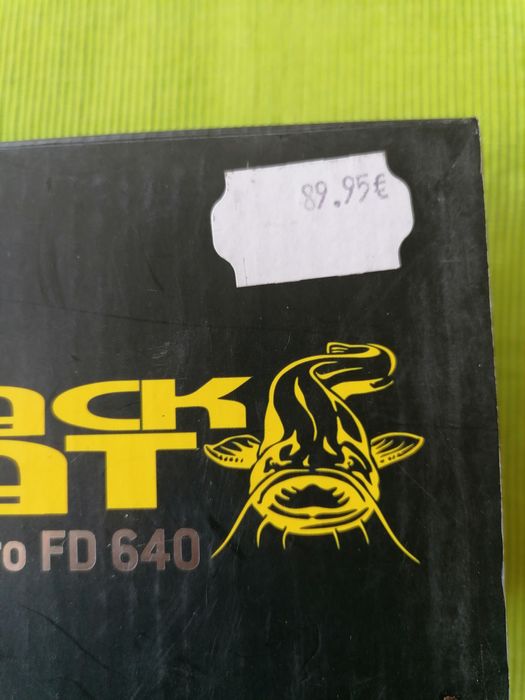 89.95€
ACK
AT
ro FD 640